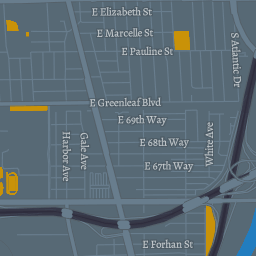 E Elizabeth St
E Marcelle St
E Pauline St
S Atlantic Dr
E Greenleaf Blvd
E 69th Way
Harbor Ave
Gale Ave
E 68th Way
White Ave
E 67th Way
E Forhan St